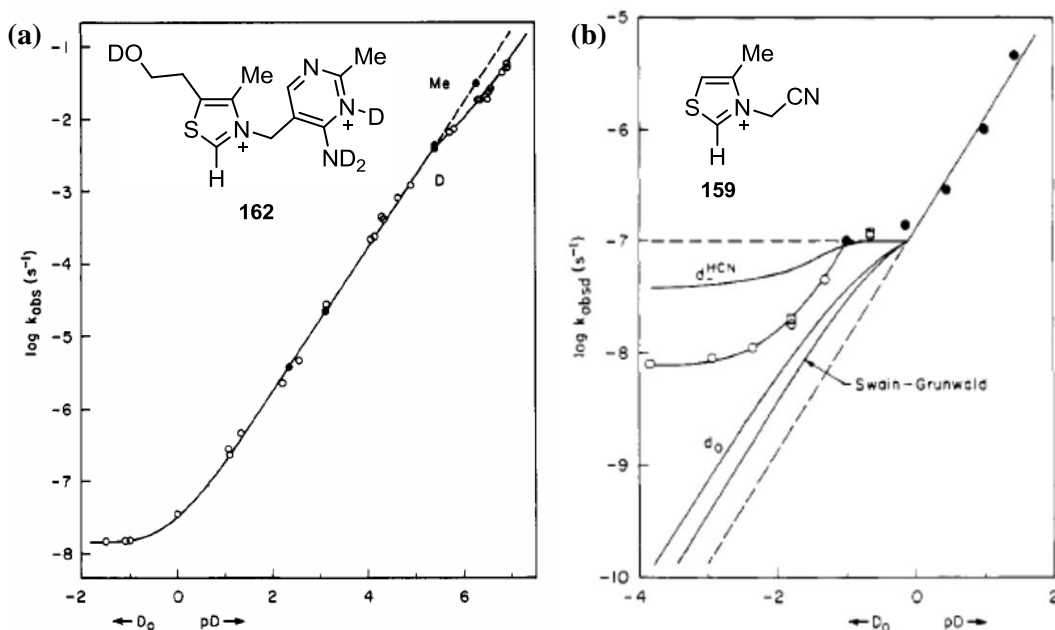 (a)
-1
-2
-3
-4
-5
-6
-7
-8
log kobs (s⁻¹)
-2
0
2
4
6
← D₀
pD →
DO
Me
S
N
+
H
N
Me
N-D
+
ND₂
162
Me
D
(b)
-5
-6
-7
-8
-9
-10
log kobsd (s⁻¹)
-4
-2
0
2
← D₀
pD →
Me
S
N
CN
+
H
159
d_HCN
d₀
Swain-Grunwald